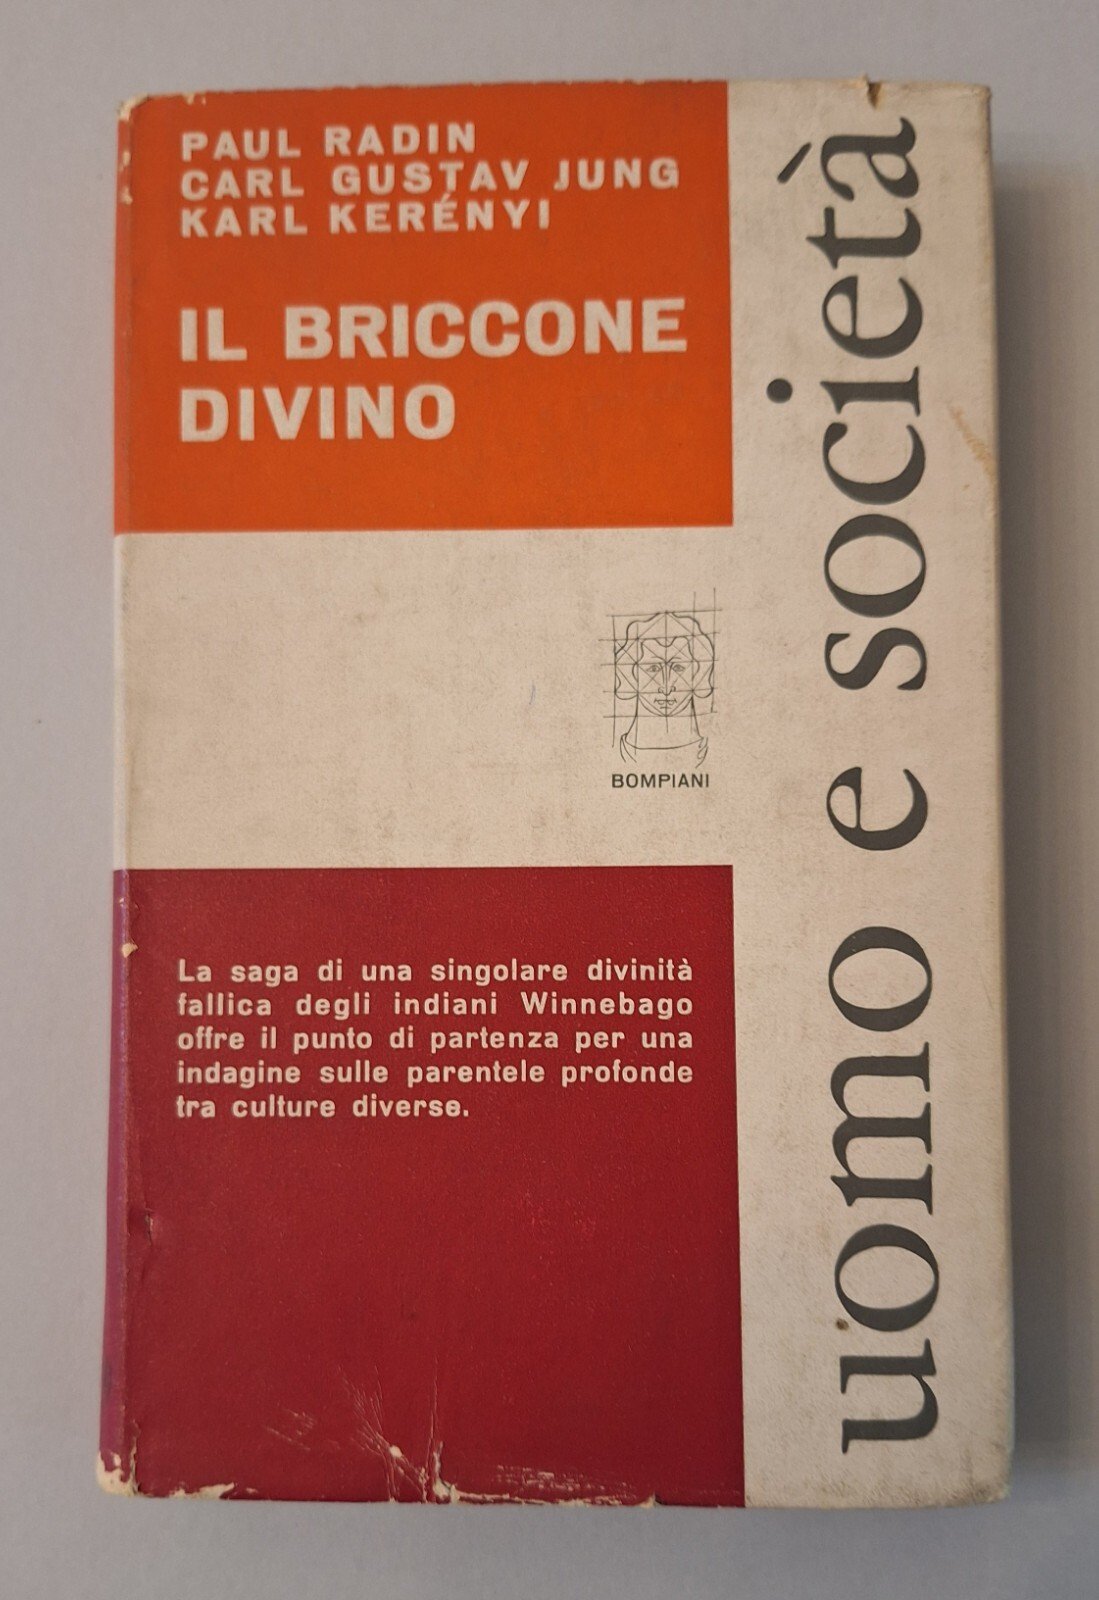 PAUL RADIN
CARL GUSTAV JUNG
KARL KERÉNYI
IL BRICCONE
DIVINO
BOMPIANI
La saga di una singolare divinità
fallica degli indiani Winnebago
offre il punto di partenza per una
indagine sulle parentele profonde
tra culture diverse.
uomo e società